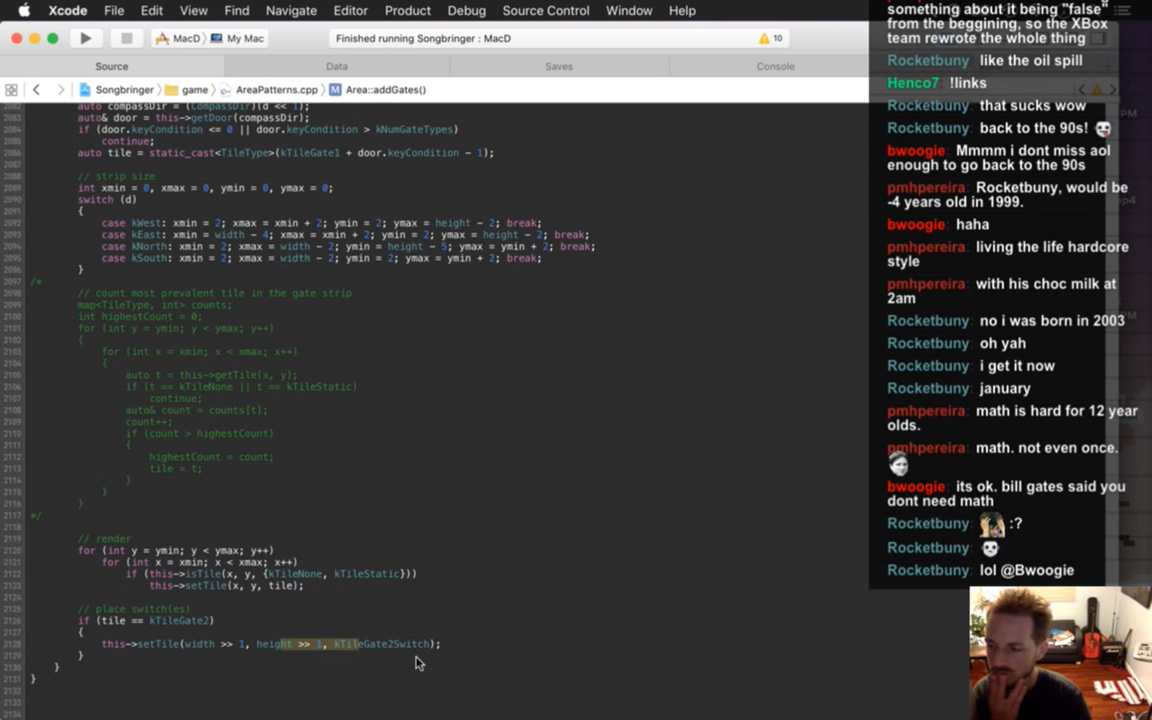 Xcode File Edit View Find Navigate Editor Product Debug Source Control Window Help
MacD My Mac
Finished running Songbringer : MacD
10
Source Data Saves Console
Songbringer game AreaPatterns.cpp M Area::addGates()
auto compassDir = (CompassDir)(d << 1);
auto& door = this->getDoor(compassDir);
if (door.keyCondition <= 0 || door.keyCondition > kNumGateTypes)
continue;
auto tile = static_cast<TileType>(kTileGate1 + door.keyCondition - 1);
// strip size
int xmin = 0, xmax = 0, ymin = 0, ymax = 0;
switch (d)
{
case kWest: xmin = 2; xmax = xmin + 2; ymin = 2; ymax = height - 2; break;
case kEast: xmin = width - 4; xmax = xmin + 2; ymin = 2; ymax = height - 2; break;
case kNorth: xmin = 2; xmax = width - 2; ymin = height - 5; ymax = ymin + 2; break;
case kSouth: xmin = 2; xmax = width - 2; ymin = 2; ymax = ymin + 2; break;
}
/*
// count most prevalent tile in the gate strip
map<TileType, int> counts;
int highestCount = 0;
for (int y = ymin; y < ymax; y++)
{
for (int x = xmin; x < xmax; x++)
{
auto t = this->getTile(x, y);
if (t == kTileNone || t == kTileStatic)
continue;
auto& count = counts[t];
count++;
if (count > highestCount)
{
highestCount = count;
tile = t;
}
}
}
*/
// render
for (int y = ymin; y < ymax; y++)
for (int x = xmin; x < xmax; x++)
if (this->isTile(x, y, {kTileNone, kTileStatic}))
this->setTile(x, y, tile);
// place switch(es)
if (tile == kTileGate2)
{
this->setTile(width >> 1, height >> 1, kTileGate2Switch);
}
}
}
something about it being "false"
from the beggining, so the XBox
team rewrote the whole thing
Rocketbuny: like the oil spill
Henco7: !links
Rocketbuny: that sucks wow
Rocketbuny: back to the 90s!
bwoogie: Mmmm i dont miss aol
enough to go back to the 90s
pmhpereira: Rocketbuny, would be
-4 years old in 1999.
bwoogie: haha
pmhpereira: living the life hardcore
style
pmhpereira: with his choc milk at
2am
Rocketbuny: no i was born in 2003
Rocketbuny: oh yah
Rocketbuny: i get it now
Rocketbuny: january
pmhpereira: math is hard for 12 year
olds.
pmhpereira: math. not even once.
bwoogie: its ok. bill gates said you
dont need math
Rocketbuny: :?
Rocketbuny:
Rocketbuny: lol @Bwoogie